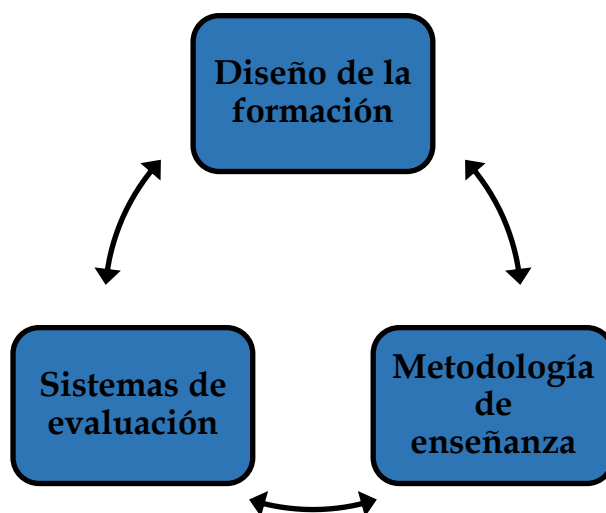 Diseño de la
formación
Sistemas de
evaluación
Metodología
de
enseñanza